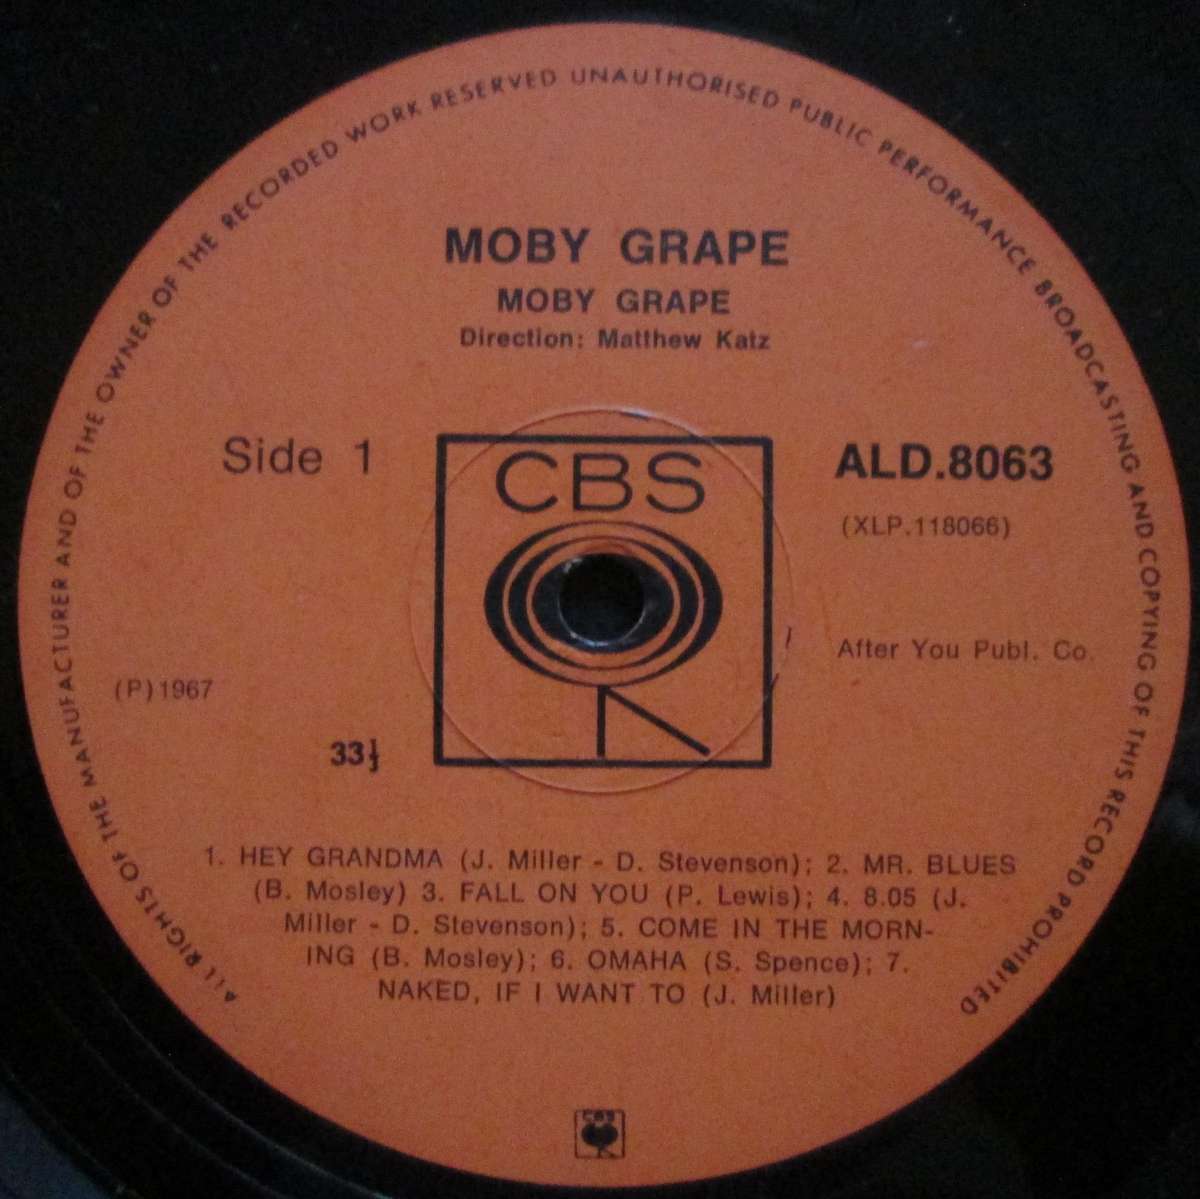 ALL RIGHTS OF THE MANUFACTURER AND OF THE OWNER OF THE RECORDED WORK RESERVED UNAUTHORISED PUBLIC PERFORMANCE BROADCASTING AND COPYING OF THIS RECORD PROHIBITED
MOBY GRAPE
MOBY GRAPE
Direction: Matthew Katz
Side 1
CBS
ALD.8063
(XLP.118066)
After You Publ. Co.
(P)1967
33⅓
1. HEY GRANDMA (J. Miller - D. Stevenson); 2. MR. BLUES
(B. Mosley) 3. FALL ON YOU (P. Lewis); 4. 8.05 (J.
Miller - D. Stevenson); 5. COME IN THE MORN-
ING (B. Mosley); 6. OMAHA (S. Spence); 7.
NAKED, IF I WANT TO (J. Miller)
CBS